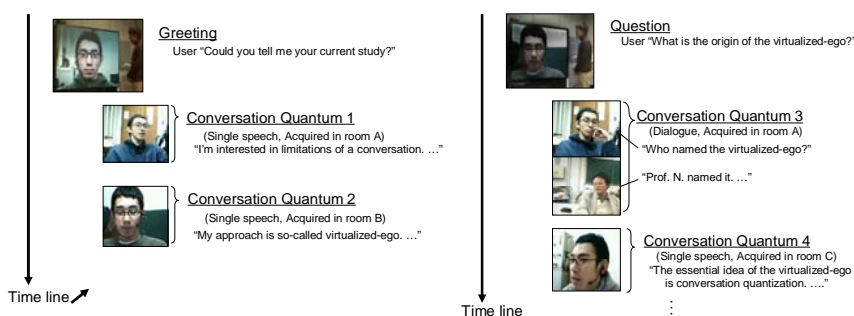 Greeting
User “Could you tell me your current study?”
Conversation Quantum 1
(Single speech, Acquired in room A)
“I'm interested in limitations of a conversation. …”
Conversation Quantum 2
(Single speech, Acquired in room B)
“My approach is so-called virtualized-ego. …”
Time line
Question
User “What is the origin of the virtualized-ego?”
Conversation Quantum 3
(Dialogue, Acquired in room A)
“Who named the virtualized-ego?”
“Prof. N. named it. …”
Conversation Quantum 4
(Single speech, Acquired in room C)
“The essential idea of the virtualized-ego
is conversation quantization. ….”
⋮
Time line